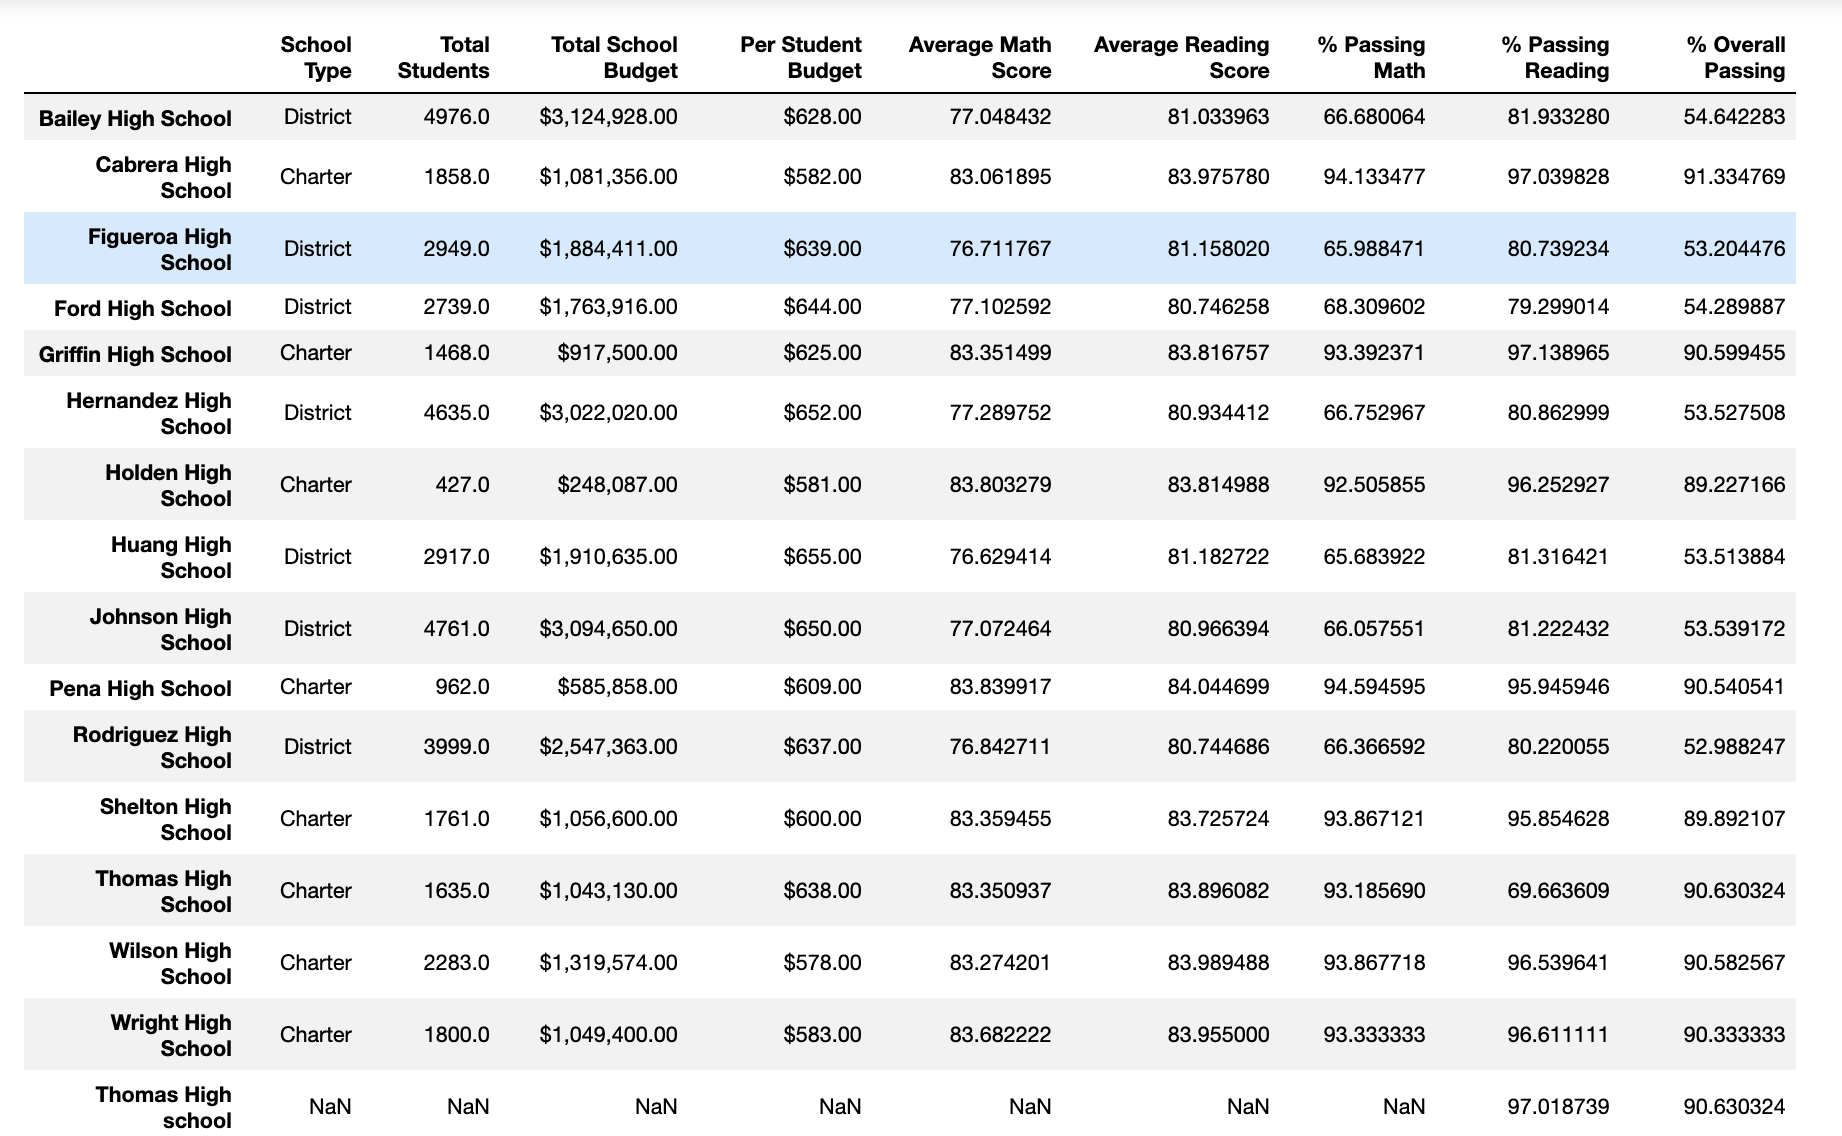 School Type Total Students Total School Budget Per Student Budget Average Math Score Average Reading Score % Passing Math % Passing Reading % Overall Passing
Bailey High School District 4976.0 $3,124,928.00 $628.00 77.048432 81.033963 66.680064 81.933280 54.642283
Cabrera High School Charter 1858.0 $1,081,356.00 $582.00 83.061895 83.975780 94.133477 97.039828 91.334769
Figueroa High School District 2949.0 $1,884,411.00 $639.00 76.711767 81.158020 65.988471 80.739234 53.204476
Ford High School District 2739.0 $1,763,916.00 $644.00 77.102592 80.746258 68.309602 79.299014 54.289887
Griffin High School Charter 1468.0 $917,500.00 $625.00 83.351499 83.816757 93.392371 97.138965 90.599455
Hernandez High School District 4635.0 $3,022,020.00 $652.00 77.289752 80.934412 66.752967 80.862999 53.527508
Holden High School Charter 427.0 $248,087.00 $581.00 83.803279 83.814988 92.505855 96.252927 89.227166
Huang High School District 2917.0 $1,910,635.00 $655.00 76.629414 81.182722 65.683922 81.316421 53.513884
Johnson High School District 4761.0 $3,094,650.00 $650.00 77.072464 80.966394 66.057551 81.222432 53.539172
Pena High School Charter 962.0 $585,858.00 $609.00 83.839917 84.044699 94.594595 95.945946 90.540541
Rodriguez High School District 3999.0 $2,547,363.00 $637.00 76.842711 80.744686 66.366592 80.220055 52.988247
Shelton High School Charter 1761.0 $1,056,600.00 $600.00 83.359455 83.725724 93.867121 95.854628 89.892107
Thomas High School Charter 1635.0 $1,043,130.00 $638.00 83.350937 83.896082 93.185690 69.663609 90.630324
Wilson High School Charter 2283.0 $1,319,574.00 $578.00 83.274201 83.989488 93.867718 96.539641 90.582567
Wright High School Charter 1800.0 $1,049,400.00 $583.00 83.682222 83.955000 93.333333 96.611111 90.333333
Thomas High school NaN NaN NaN NaN NaN NaN NaN 97.018739 90.630324